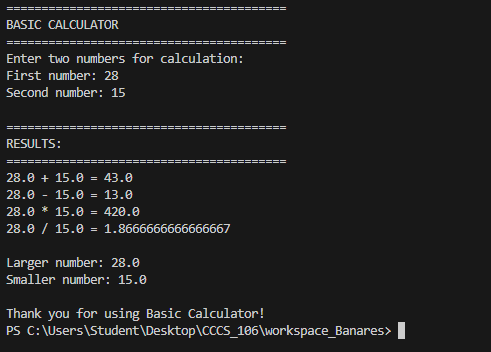 ========================================
BASIC CALCULATOR
========================================
Enter two numbers for calculation:
First number: 28
Second number: 15
========================================
RESULTS:
========================================
28.0 + 15.0 = 43.0
28.0 - 15.0 = 13.0
28.0 * 15.0 = 420.0
28.0 / 15.0 = 1.8666666666666667
Larger number: 28.0
Smaller number: 15.0
Thank you for using Basic Calculator!
PS C:\Users\Student\Desktop\CCCS_106\workspace_Banares>